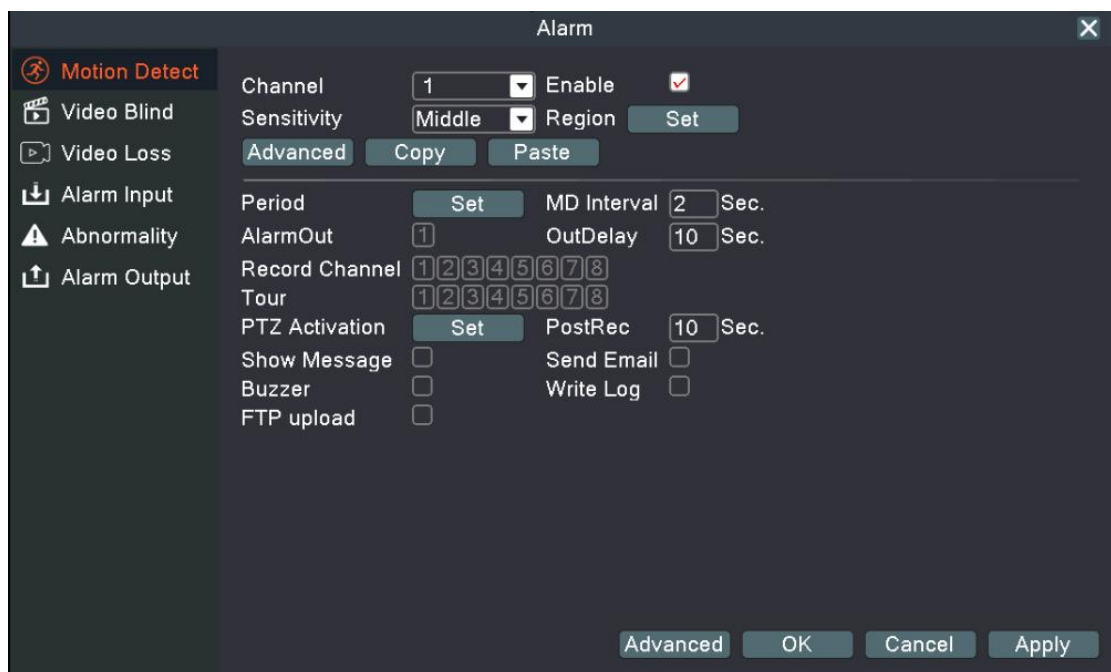 Alarm
Motion Detect
Video Blind
Video Loss
Alarm Input
Abnormality
Alarm Output
Channel 1 Enable
Sensitivity Middle Region Set
Advanced Copy Paste
Period Set MD Interval 2 Sec.
AlarmOut 1 OutDelay 10 Sec.
Record Channel 1 2 3 4 5 6 7 8
Tour 1 2 3 4 5 6 7 8
PTZ Activation Set PostRec 10 Sec.
Show Message Send Email
Buzzer Write Log
FTP upload
Advanced OK Cancel Apply